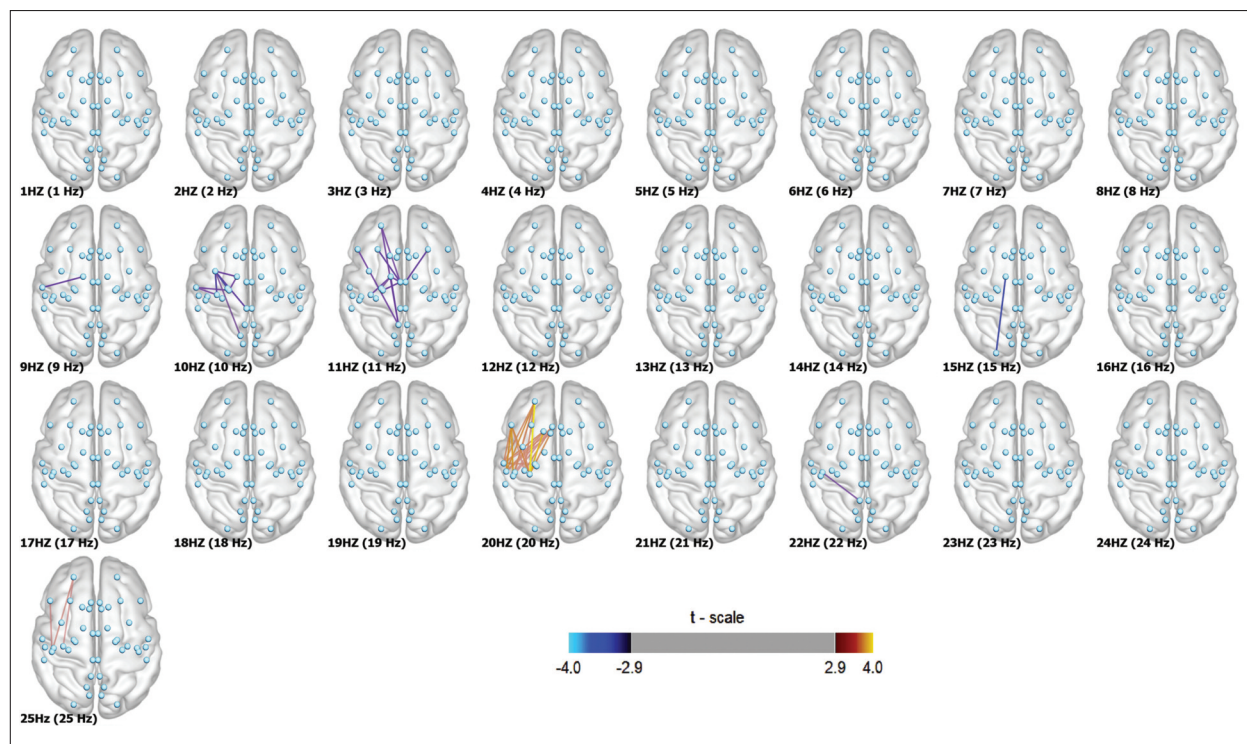 1HZ (1 Hz) 2HZ (2 Hz) 3HZ (3 Hz) 4HZ (4 Hz) 5HZ (5 Hz) 6HZ (6 Hz) 7HZ (7 Hz) 8HZ (8 Hz)
9HZ (9 Hz) 10HZ (10 Hz) 11HZ (11 Hz) 12HZ (12 Hz) 13HZ (13 Hz) 14HZ (14 Hz) 15HZ (15 Hz) 16HZ (16 Hz)
17HZ (17 Hz) 18HZ (18 Hz) 19HZ (19 Hz) 20HZ (20 Hz) 21HZ (21 Hz) 22HZ (22 Hz) 23HZ (23 Hz) 24HZ (24 Hz)
t - scale
-4.0 -2.9 2.9 4.0
25Hz (25 Hz)